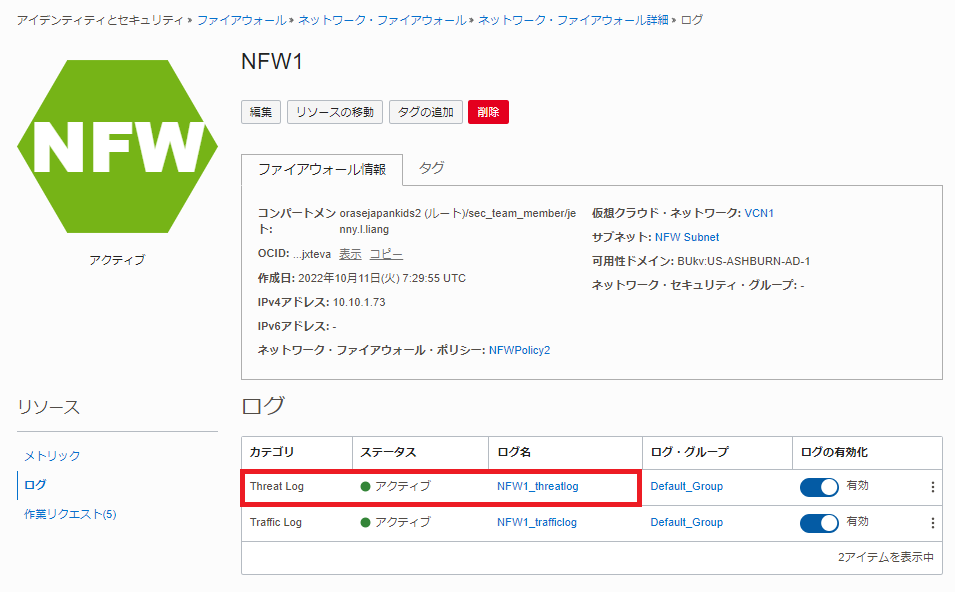 アイデンティティとセキュリティ » ファイアウォール » ネットワーク・ファイアウォール » ネットワーク・ファイアウォール詳細 » ログ
NFW
アクティブ
NFW1
編集 リソースの移動 タグの追加 削除
ファイアウォール情報 タグ
コンパートメン orasejapankids2 (ルート)/sec_team_member/je
ト: nny.l.liang
OCID: ...jxteva 表示 コピー
作成日: 2022年10月11日(火) 7:29:55 UTC
IPv4アドレス: 10.10.1.73
IPv6アドレス: -
ネットワーク・ファイアウォール・ポリシー: NFWPolicy2
仮想クラウド・ネットワーク: VCN1
サブネット: NFW Subnet
可用性ドメイン: BUkv:US-ASHBURN-AD-1
ネットワーク・セキュリティ・グループ: -
リソース
メトリック
ログ
作業リクエスト(5)
ログ
カテゴリ ステータス ログ名 ログ・グループ ログの有効化
Threat Log アクティブ NFW1_threatlog Default_Group 有効
Traffic Log アクティブ NFW1_trafficlog Default_Group 有効
2アイテムを表示中